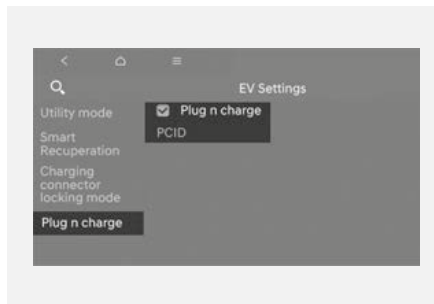 EV Settings
Utility mode
Smart
Recuperation
Charging
connector
locking mode
Plug n charge
Plug n charge
PCID